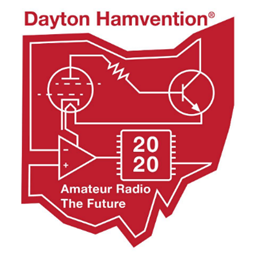 Dayton Hamvention®
20
20
Amateur Radio
The Future